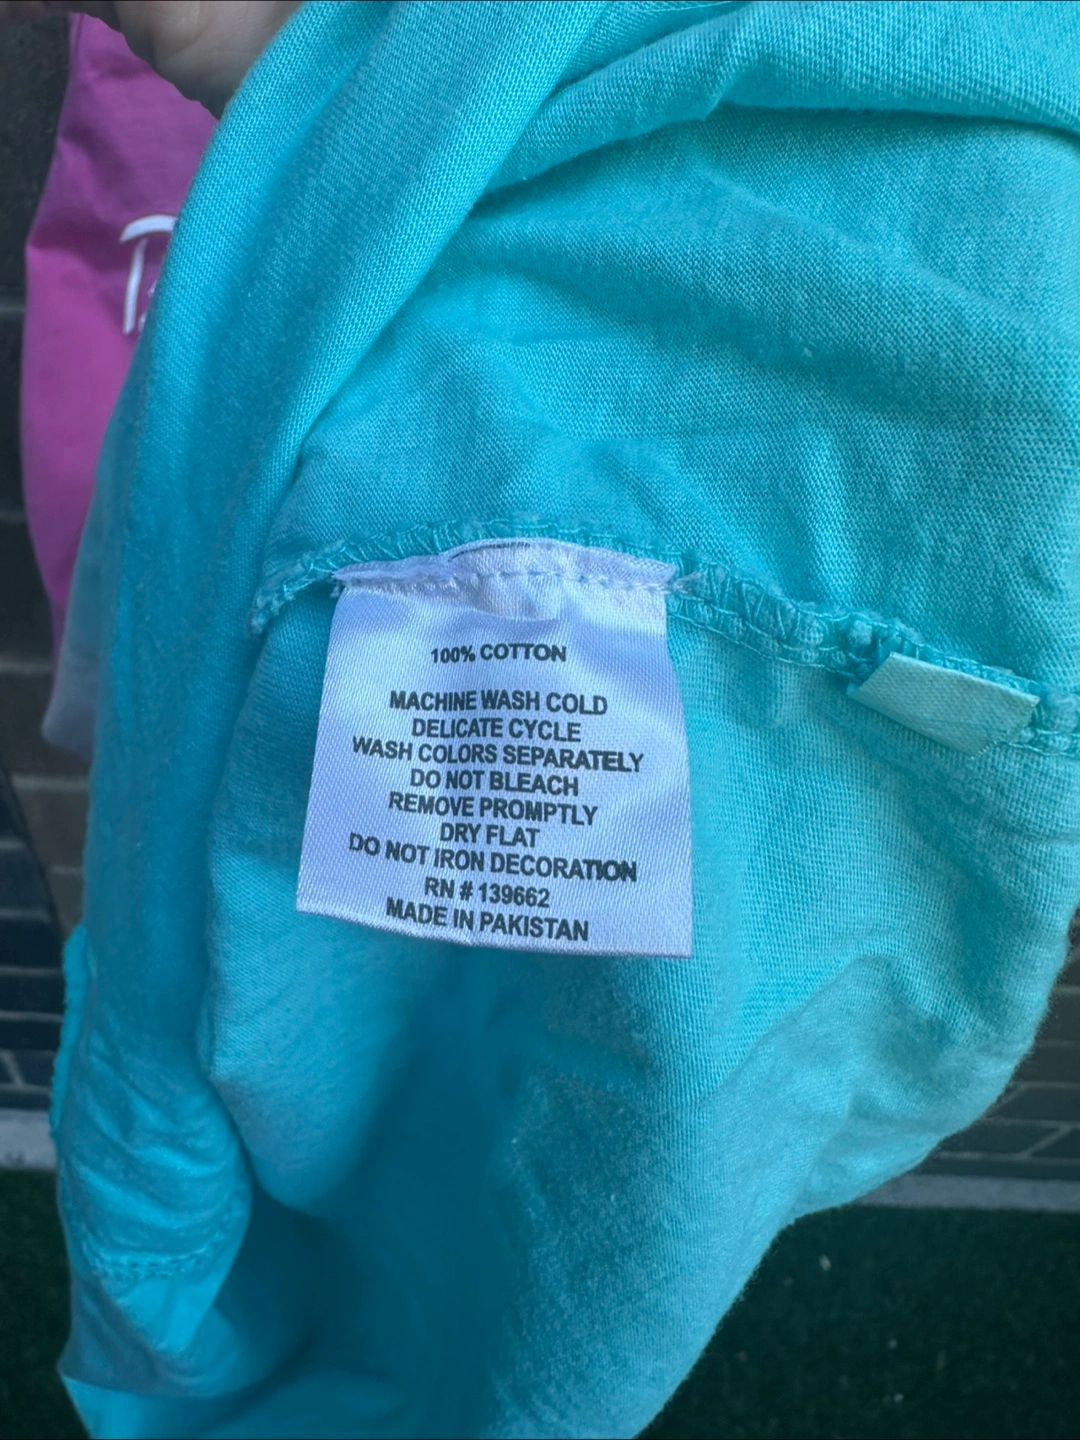 100% COTTON
MACHINE WASH COLD
DELICATE CYCLE
WASH COLORS SEPARATELY
DO NOT BLEACH
REMOVE PROMPTLY
DRY FLAT
DO NOT IRON DECORATION
RN # 139662
MADE IN PAKISTAN